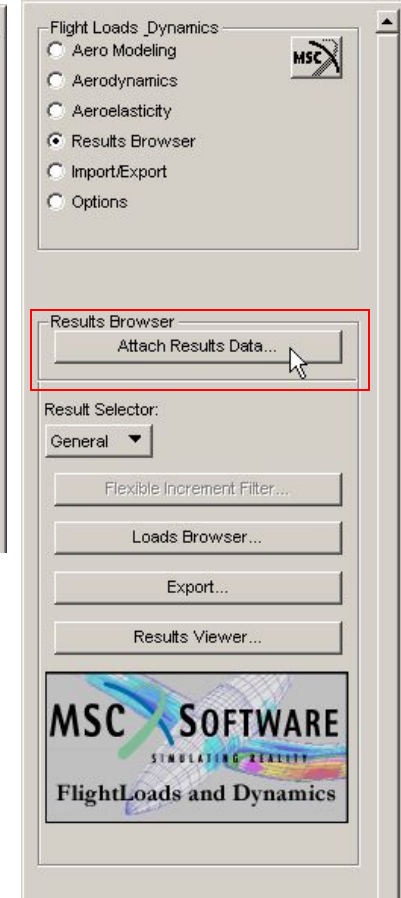 Flight Loads _Dynamics
Aero Modeling
MSC
Aerodynamics
Aeroelasticity
Results Browser
Import/Export
Options
Results Browser
Attach Results Data...
Result Selector:
General
Flexible Increment Filter...
Loads Browser...
Export...
Results Viewer...
MSC SOFTWARE
SIMULATING REALITY
FlightLoads and Dynamics